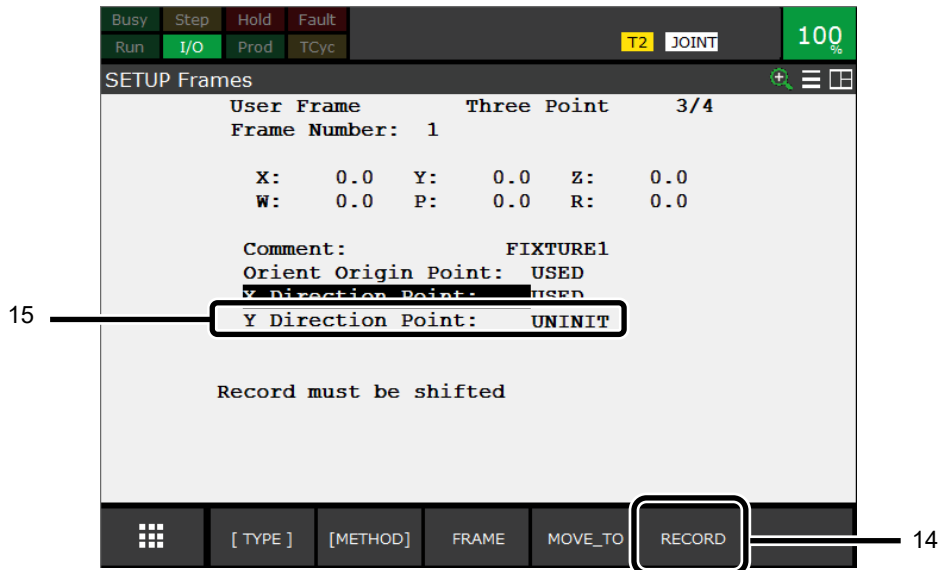 Busy Step Hold Fault
Run I/O Prod TCyc T2 JOINT 100%
SETUP Frames
User Frame Three Point 3/4
Frame Number: 1
X: 0.0 Y: 0.0 Z: 0.0
W: 0.0 P: 0.0 R: 0.0
Comment: FIXTURE1
Orient Origin Point: USED
X Direction Point: USED
15 Y Direction Point: UNINIT
Record must be shifted
[ TYPE ] [METHOD] FRAME MOVE_TO RECORD 14